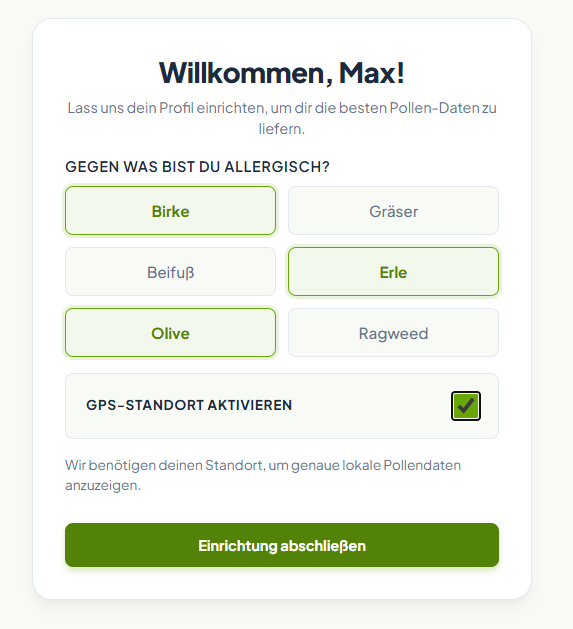 Willkommen, Max!
Lass uns dein Profil einrichten, um dir die besten Pollen-Daten zu
liefern.
GEGEN WAS BIST DU ALLERGISCH?
Birke
Gräser
Beifuß
Erle
Olive
Ragweed
GPS-STANDORT AKTIVIEREN
Wir benötigen deinen Standort, um genaue lokale Pollendaten
anzuzeigen.
Einrichtung abschließen